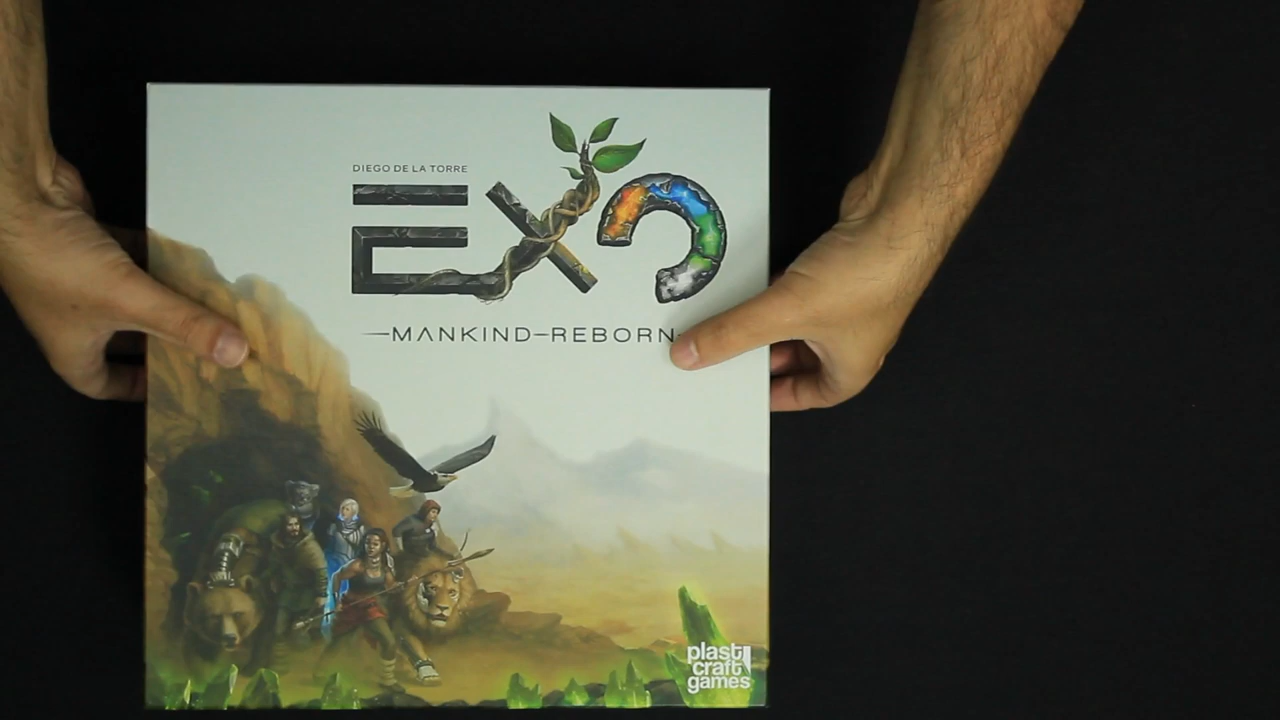 DIEGO DE LA TORRE
EXO
MANKIND—REBORN
plast
craft
games